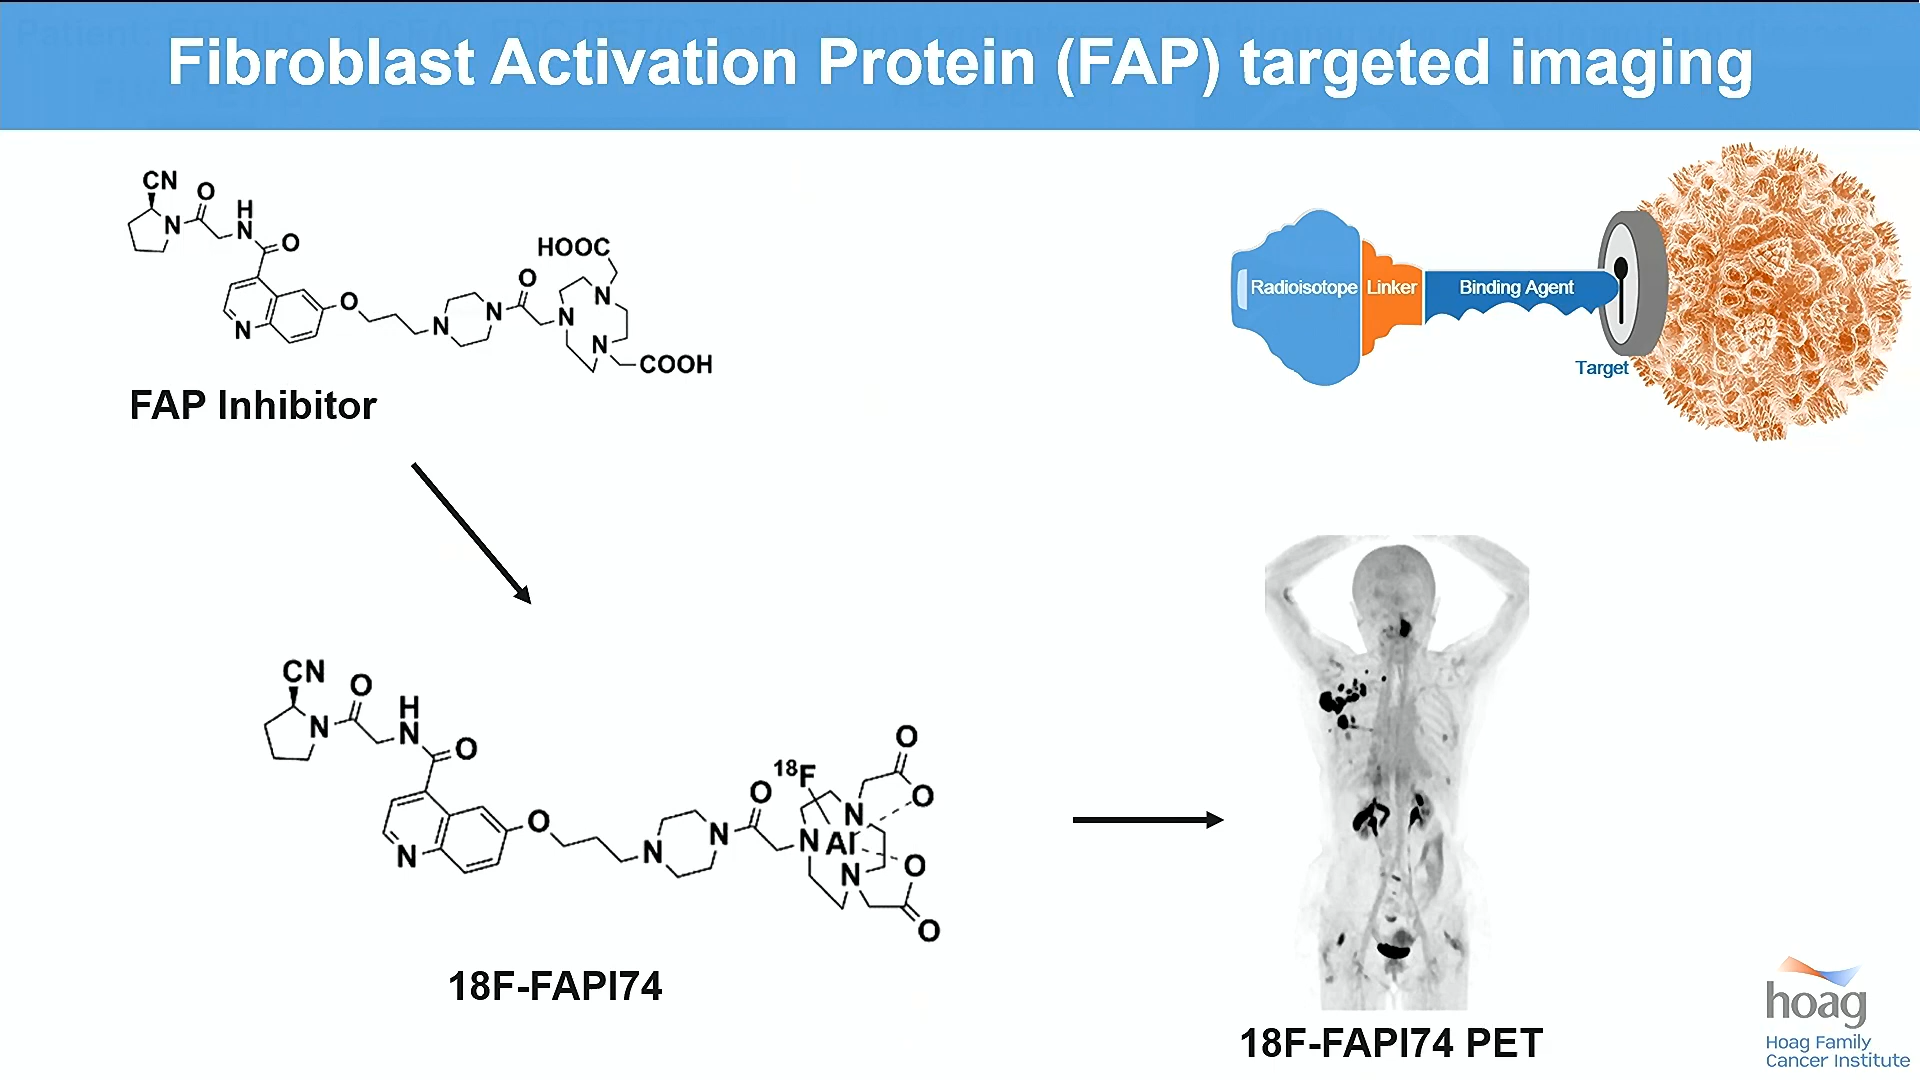 Fibroblast Activation Protein (FAP) targeted imaging
CN
O
N
H
N
O
N
O
N
N
O
HOOC
N
N
N
COOH
FAP Inhibitor
Radioisotope
Linker
Binding Agent
Target
CN
O
N
H
N
O
N
O
N
N
O
18F
N
N
Al
N
O
O
O
O
18F-FAPI74
18F-FAPI74 PET
hoag
Hoag Family
Cancer Institute